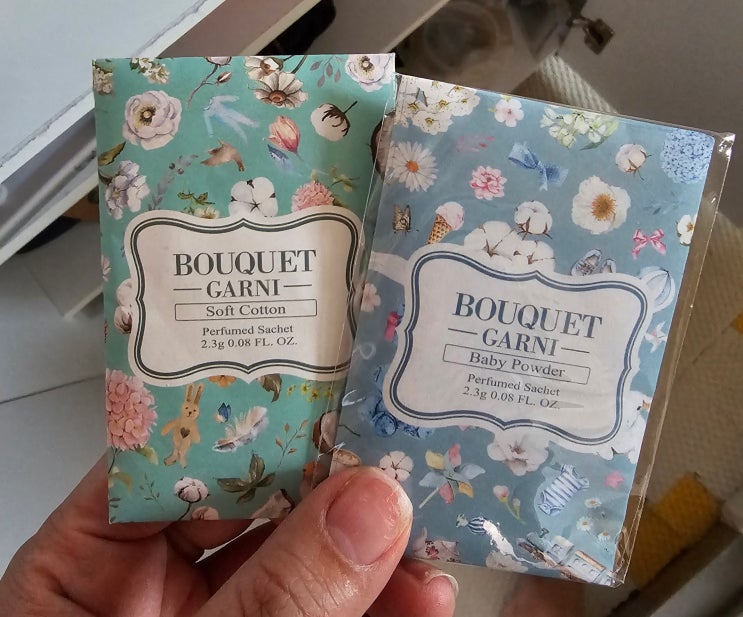 BOUQUET
GARNI
Soft Cotton
Perfumed Sachet
2.3g 0.08 FL. OZ.
BOUQUET
GARNI
Baby Powder
Perfumed Sachet
2.3g 0.08 FL. OZ.